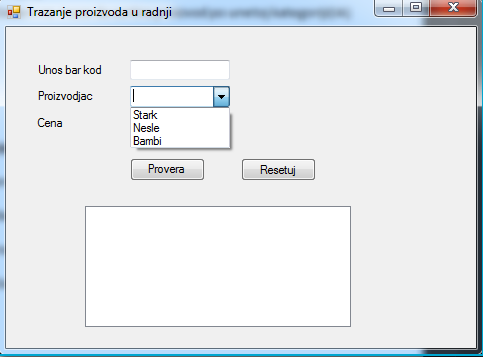 Trazanje proizvoda u radnji
Unos bar kod
Proizvodjac
Stark
Nesle
Bambi
Cena
Provera
Resetuj